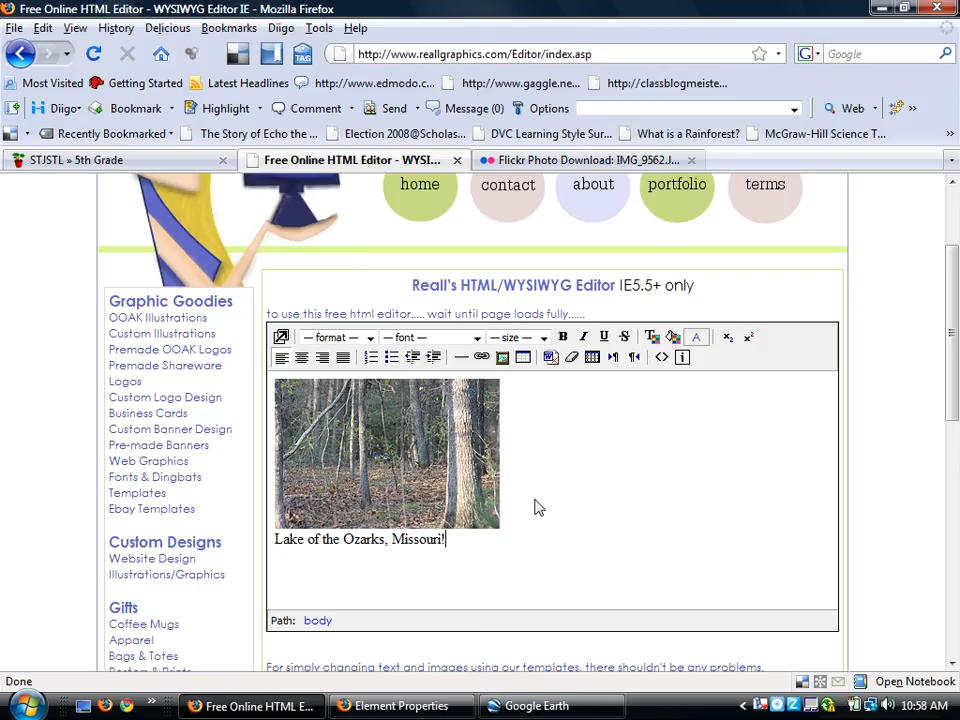 Free Online HTML Editor - WYSIWYG Editor IE - Mozilla Firefox
File Edit View History Delicious Bookmarks Diigo Tools Help
TAG http://www.reallgraphics.com/Editor/index.asp Google
Most Visited Getting Started Latest Headlines http://www.edmodo.c... http://www.gaggle.ne... http://classblogmeiste...
Diigo Bookmark Highlight Comment Send Message (0) Options Web »
Recently Bookmarked The Story of Echo the ... Election 2008@Scholas... DVC Learning Style Sur... What is a Rainforest? McGraw-Hill Science T... »
STJSTL » 5th Grade Free Online HTML Editor - WYSI... Flickr Photo Download: IMG_9562.J...
home contact about portfolio terms
Reall's HTML/WYSIWYG Editor IE5.5+ only
to use this free html editor..... wait until page loads fully......
— format — — font — — size — B I U S T A x₂ x²
Lake of the Ozarks, Missouri!
Path: body
For simply changing text and images using our templates, there shouldn't be any problems.
Graphic Goodies
OOAK Illustrations
Custom Illustrations
Premade OOAK Logos
Premade Shareware
Logos
Custom Logo Design
Business Cards
Custom Banner Design
Pre-made Banners
Web Graphics
Fonts & Dingbats
Templates
Ebay Templates
Custom Designs
Website Design
Illustrations/Graphics
Gifts
Coffee Mugs
Apparel
Bags & Totes
Done Open Notebook
» Free Online HTML E... Element Properties Google Earth 10:58 AM